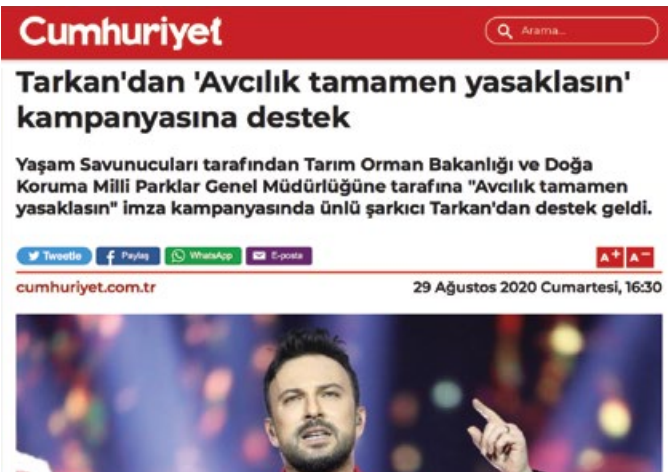 Cumhuriyet
Arama...
Tarkan'dan 'Avcılık tamamen yasaklasın'
kampanyasına destek
Yaşam Savunucuları tarafından Tarım Orman Bakanlığı ve Doğa
Koruma Milli Parklar Genel Müdürlüğüne tarafına "Avcılık tamamen
yasaklasın" imza kampanyasında ünlü şarkıcı Tarkan'dan destek geldi.
Tweetle Paylaş WhatsApp E-posta A+ A-
cumhuriyet.com.tr 29 Ağustos 2020 Cumartesi, 16:30